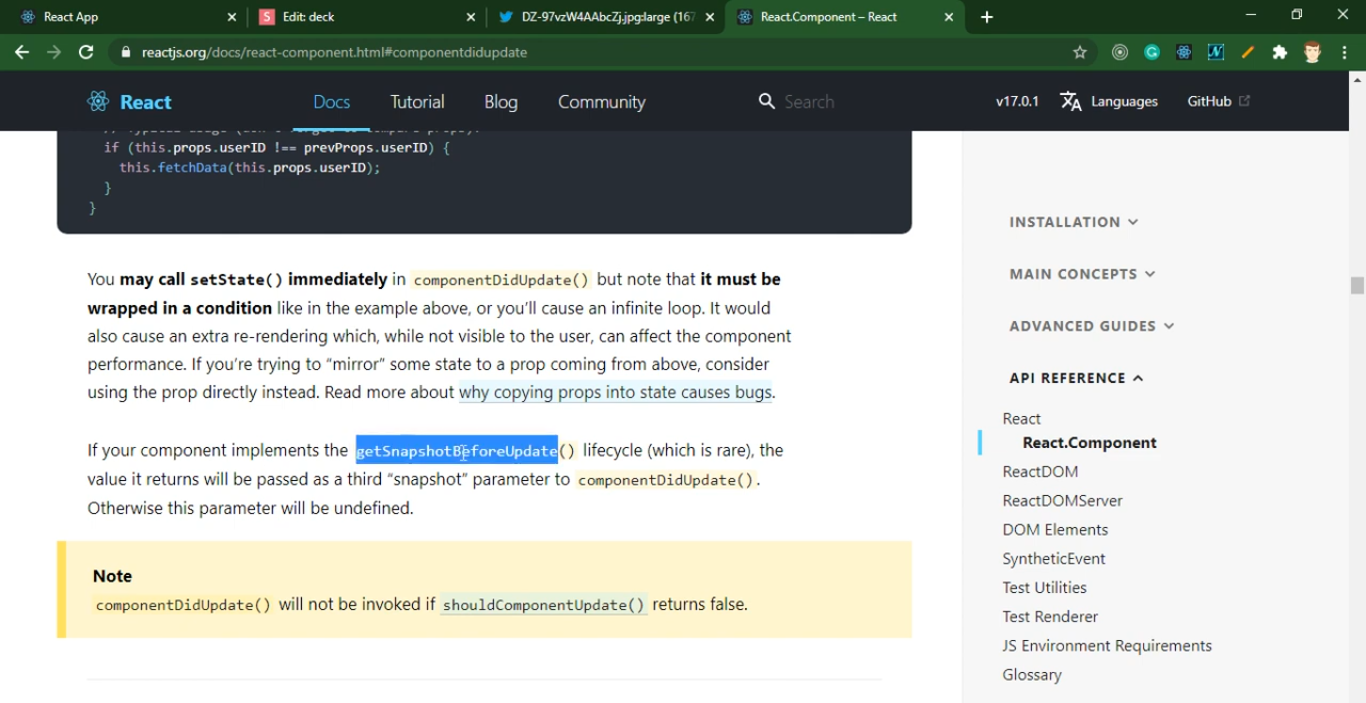 React App
Edit: deck
DZ-97vzW4AAbcZj.jpg:large (167
React.Component – React
reactjs.org/docs/react-component.html#componentdidupdate
React
Docs
Tutorial
Blog
Community
Search
v17.0.1
Languages
GitHub
if (this.props.userID !== prevProps.userID) {
this.fetchData(this.props.userID);
}
}
You may call setState() immediately in componentDidUpdate() but note that it must be
wrapped in a condition like in the example above, or you'll cause an infinite loop. It would
also cause an extra re-rendering which, while not visible to the user, can affect the component
performance. If you're trying to “mirror” some state to a prop coming from above, consider
using the prop directly instead. Read more about why copying props into state causes bugs.
If your component implements the getSnapshotBeforeUpdate() lifecycle (which is rare), the
value it returns will be passed as a third “snapshot” parameter to componentDidUpdate().
Otherwise this parameter will be undefined.
Note
componentDidUpdate() will not be invoked if shouldComponentUpdate() returns false.
INSTALLATION
MAIN CONCEPTS
ADVANCED GUIDES
API REFERENCE
React
React.Component
ReactDOM
ReactDOMServer
DOM Elements
SyntheticEvent
Test Utilities
Test Renderer
JS Environment Requirements
Glossary